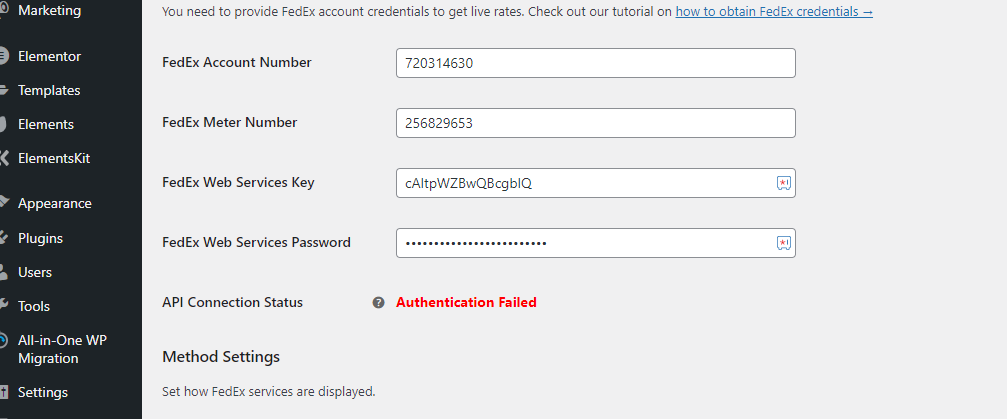 Marketing
Elementor
Templates
Elements
ElementsKit
Appearance
Plugins
Users
Tools
All-in-One WP
Migration
Settings
You need to provide FedEx account credentials to get live rates. Check out our tutorial on how to obtain FedEx credentials →
FedEx Account Number
720314630
FedEx Meter Number
256829653
FedEx Web Services Key
cAltpWZBwQBcgblQ
FedEx Web Services Password
•••••••••••••••••••••••••
API Connection Status
Authentication Failed
Method Settings
Set how FedEx services are displayed.